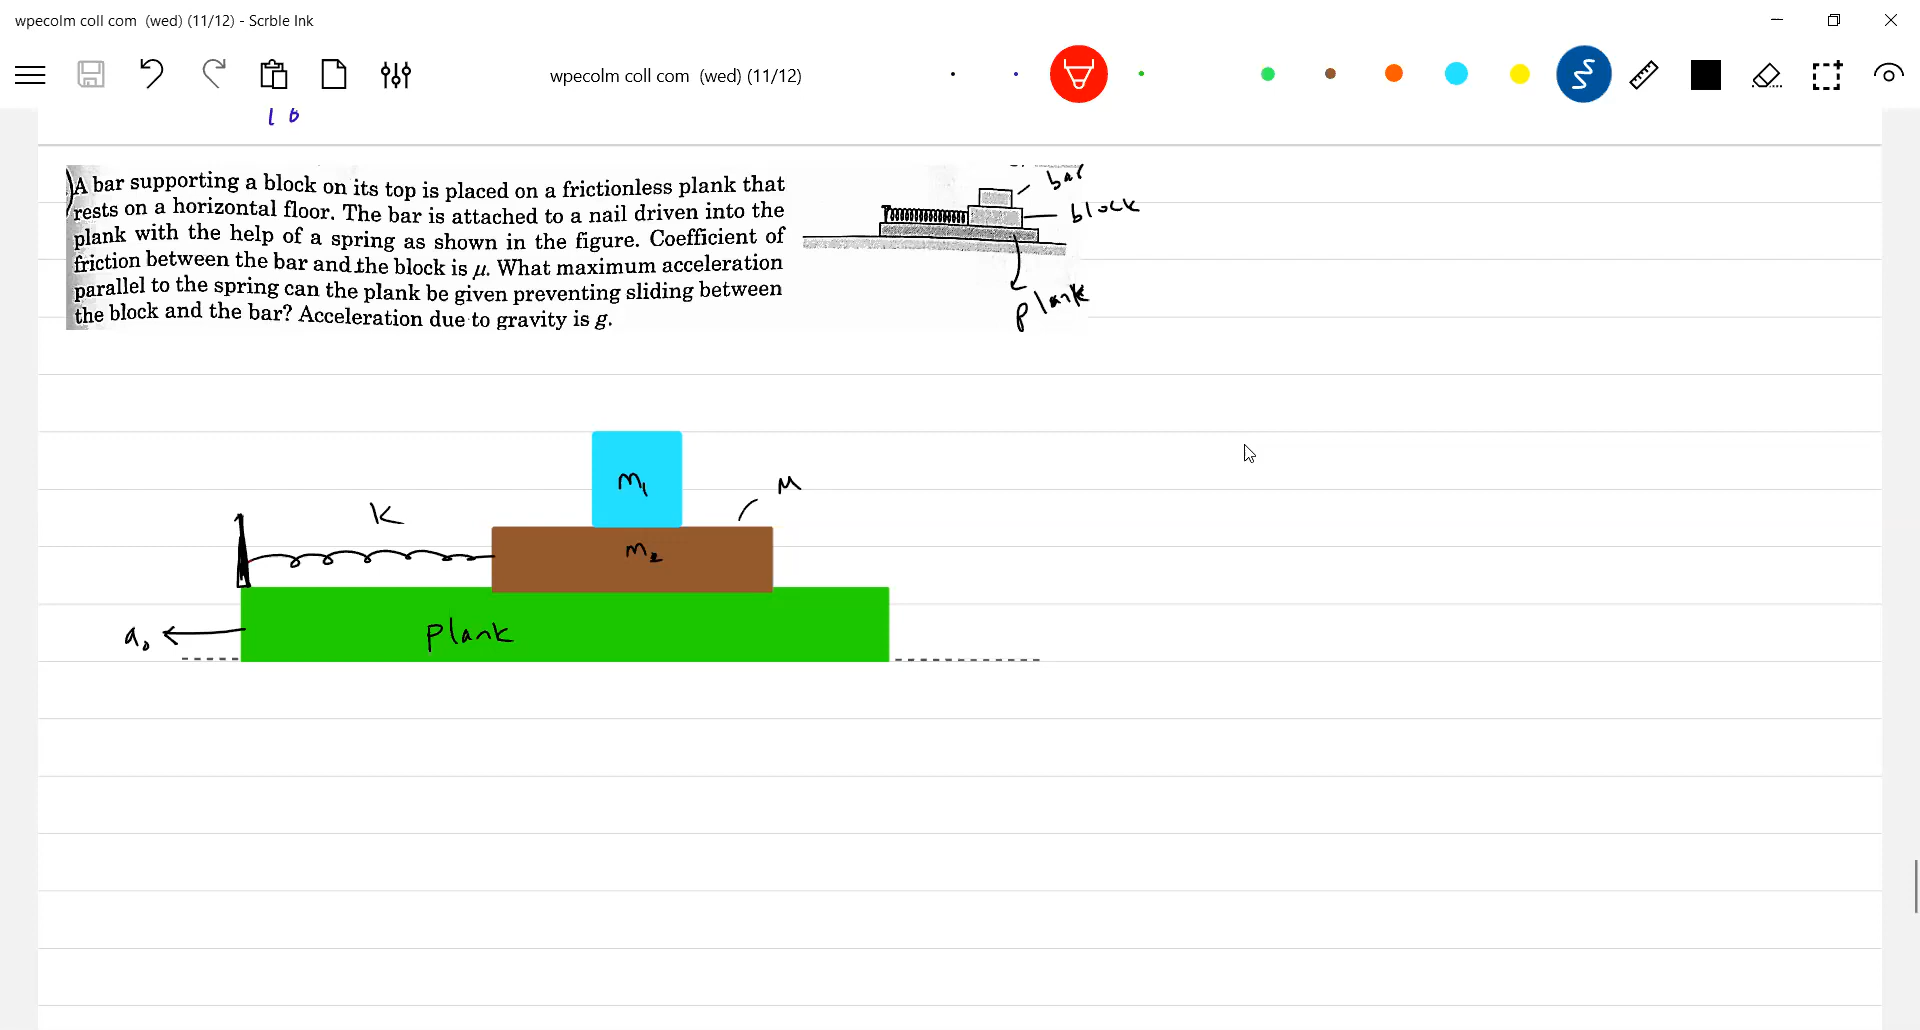 wpecolm coll com (wed) (11/12) - Scrble Ink
wpecolm coll com (wed) (11/12)
A bar supporting a block on its top is placed on a frictionless plank that
rests on a horizontal floor. The bar is attached to a nail driven into the
plank with the help of a spring as shown in the figure. Coefficient of
friction between the bar and the block is μ. What maximum acceleration
parallel to the spring can the plank be given preventing sliding between
the block and the bar? Acceleration due to gravity is g.
bar
block
plank
m₁
μ
K
m₂
a₀
plank